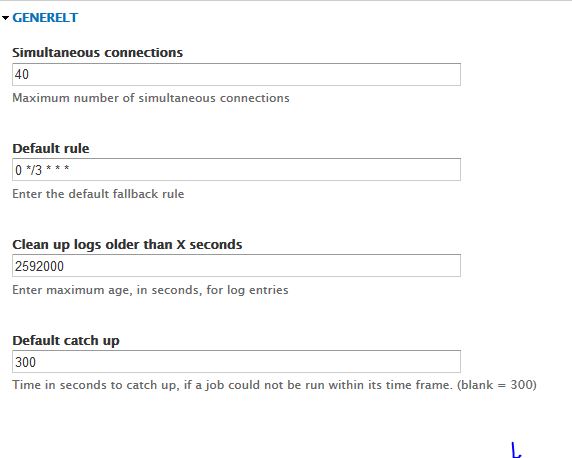 GENERELT
Simultaneous connections
40
Maximum number of simultaneous connections
Default rule
0 */3 * * *
Enter the default fallback rule
Clean up logs older than X seconds
2592000
Enter maximum age, in seconds, for log entries
Default catch up
300
Time in seconds to catch up, if a job could not be run within its time frame. (blank = 300)